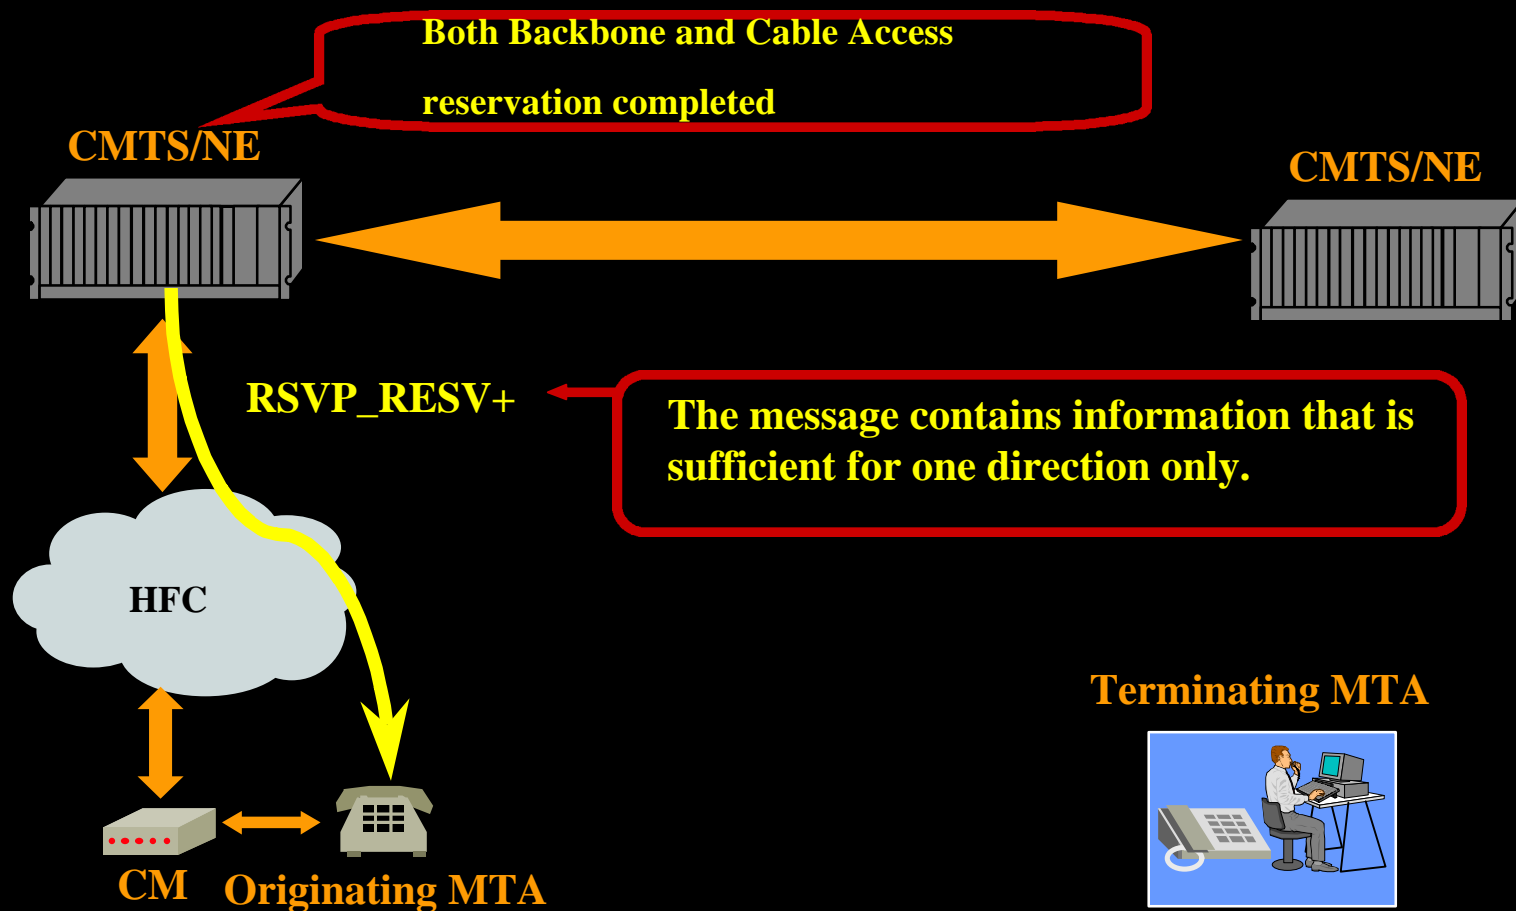 Both Backbone and Cable Access
reservation completed
CMTS/NE
CMTS/NE
RSVP_RESV+
The message contains information that is
sufficient for one direction only.
HFC
Terminating MTA
CM
Originating MTA